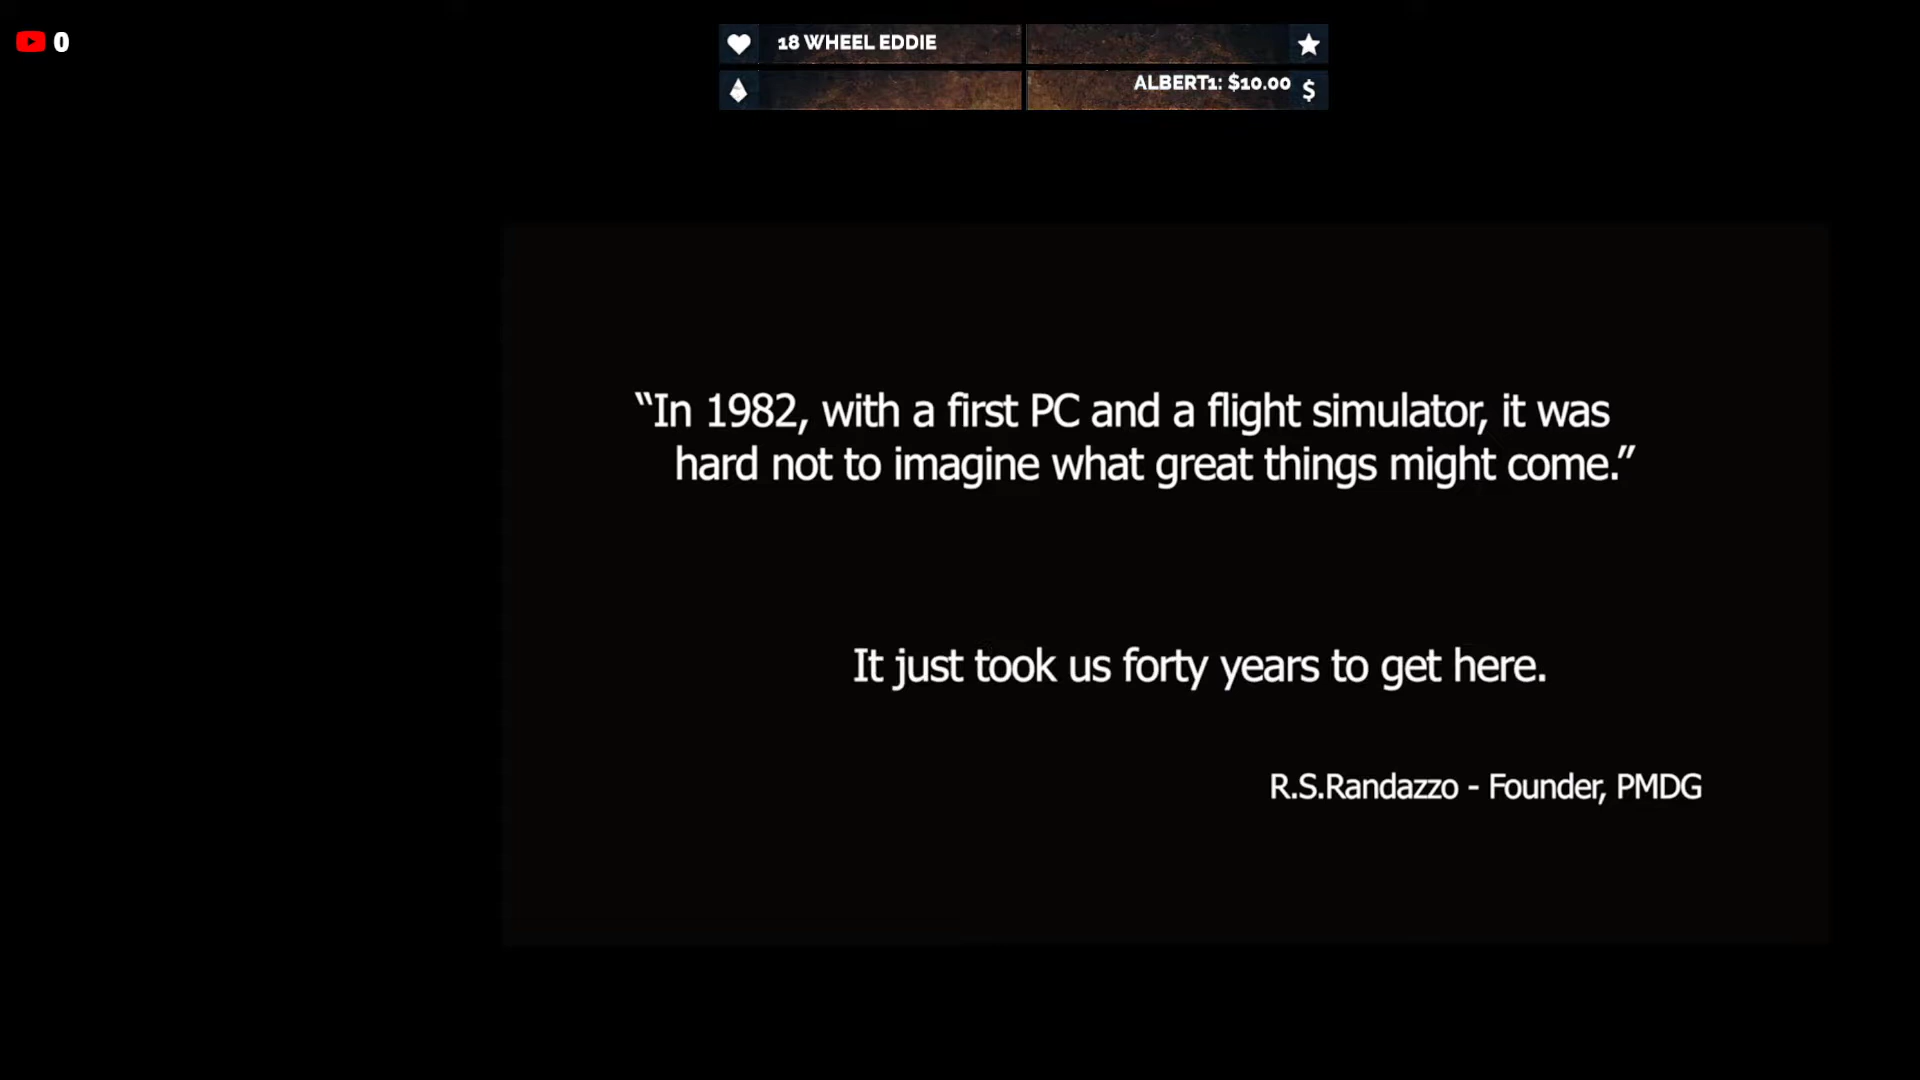 0
18 WHEEL EDDIE
ALBERT1: $10.00
$
“In 1982, with a first PC and a flight simulator, it was
hard not to imagine what great things might come.”
It just took us forty years to get here.
R.S.Randazzo - Founder, PMDG